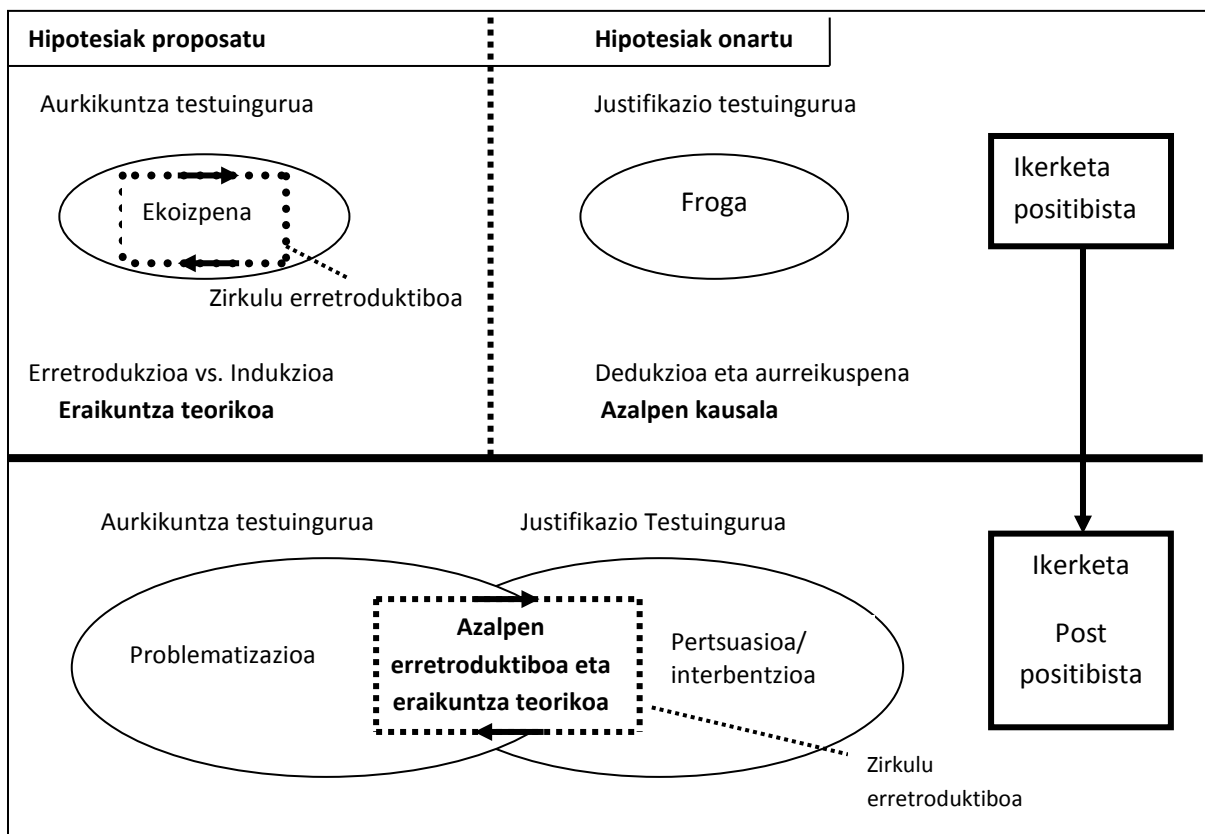 Hipotesiak proposatu
Hipotesiak onartu
Aurkikuntza testuingurua
Justifikazio testuingurua
Ekoizpena
Froga
Ikerketa
positibista
Zirkulu erretroduktiboa
Erretrodukzioa vs. Indukzioa
Eraikuntza teorikoa
Dedukzioa eta aurreikuspena
Azalpen kausala
Aurkikuntza testuingurua
Justifikazio Testuingurua
Problematizazioa
Azalpen
erretroduktiboa eta
eraikuntza teorikoa
Pertsuasioa/
interbentzioa
Ikerketa
Post
positibista
Zirkulu
erretroduktiboa